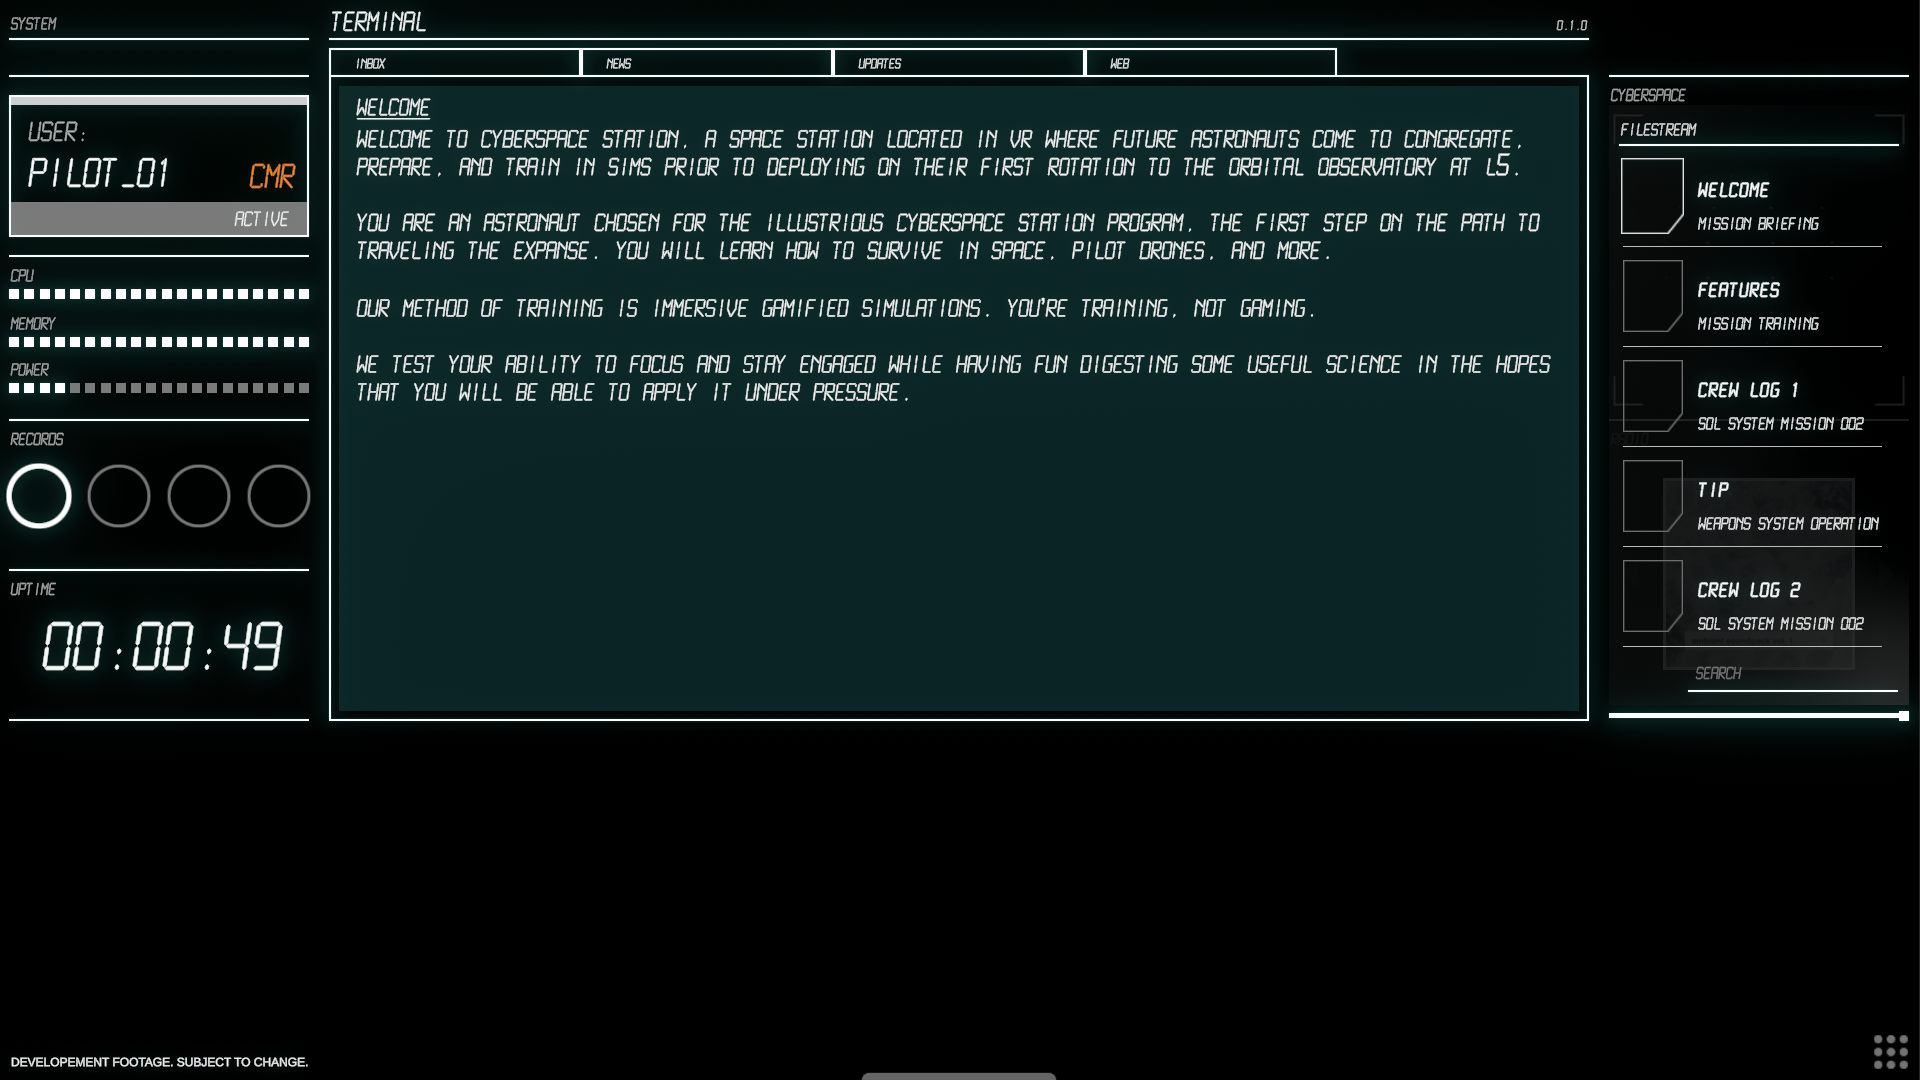 SYSTEM
TERMINAL
0.1.0
INBOX
NEWS
UPDATES
WEB
USER:
PILOT_01
CMR
ACTIVE
CPU
MEMORY
POWER
RECORDS
UPTIME
00:00:49
WELCOME
WELCOME TO CYBERSPACE STATION, A SPACE STATION LOCATED IN VR WHERE FUTURE ASTRONAUTS COME TO CONGREGATE,
PREPARE, AND TRAIN IN SIMS PRIOR TO DEPLOYING ON THEIR FIRST ROTATION TO THE ORBITAL OBSERVATORY AT L5.
YOU ARE AN ASTRONAUT CHOSEN FOR THE ILLUSTRIOUS CYBERSPACE STATION PROGRAM, THE FIRST STEP ON THE PATH TO
TRAVELING THE EXPANSE. YOU WILL LEARN HOW TO SURVIVE IN SPACE, PILOT DRONES, AND MORE.
OUR METHOD OF TRAINING IS IMMERSIVE GAMIFIED SIMULATIONS. YOU'RE TRAINING, NOT GAMING.
WE TEST YOUR ABILITY TO FOCUS AND STAY ENGAGED WHILE HAVING FUN DIGESTING SOME USEFUL SCIENCE IN THE HOPES
THAT YOU WILL BE ABLE TO APPLY IT UNDER PRESSURE.
CYBERSPACE
FILESTREAM
WELCOME
MISSION BRIEFING
FEATURES
MISSION TRAINING
CREW LOG 1
SOL SYSTEM MISSION 002
RADIO
TIP
WEAPONS SYSTEM OPERATION
CREW LOG 2
SOL SYSTEM MISSION 002
SEARCH
DEVELOPEMENT FOOTAGE. SUBJECT TO CHANGE.